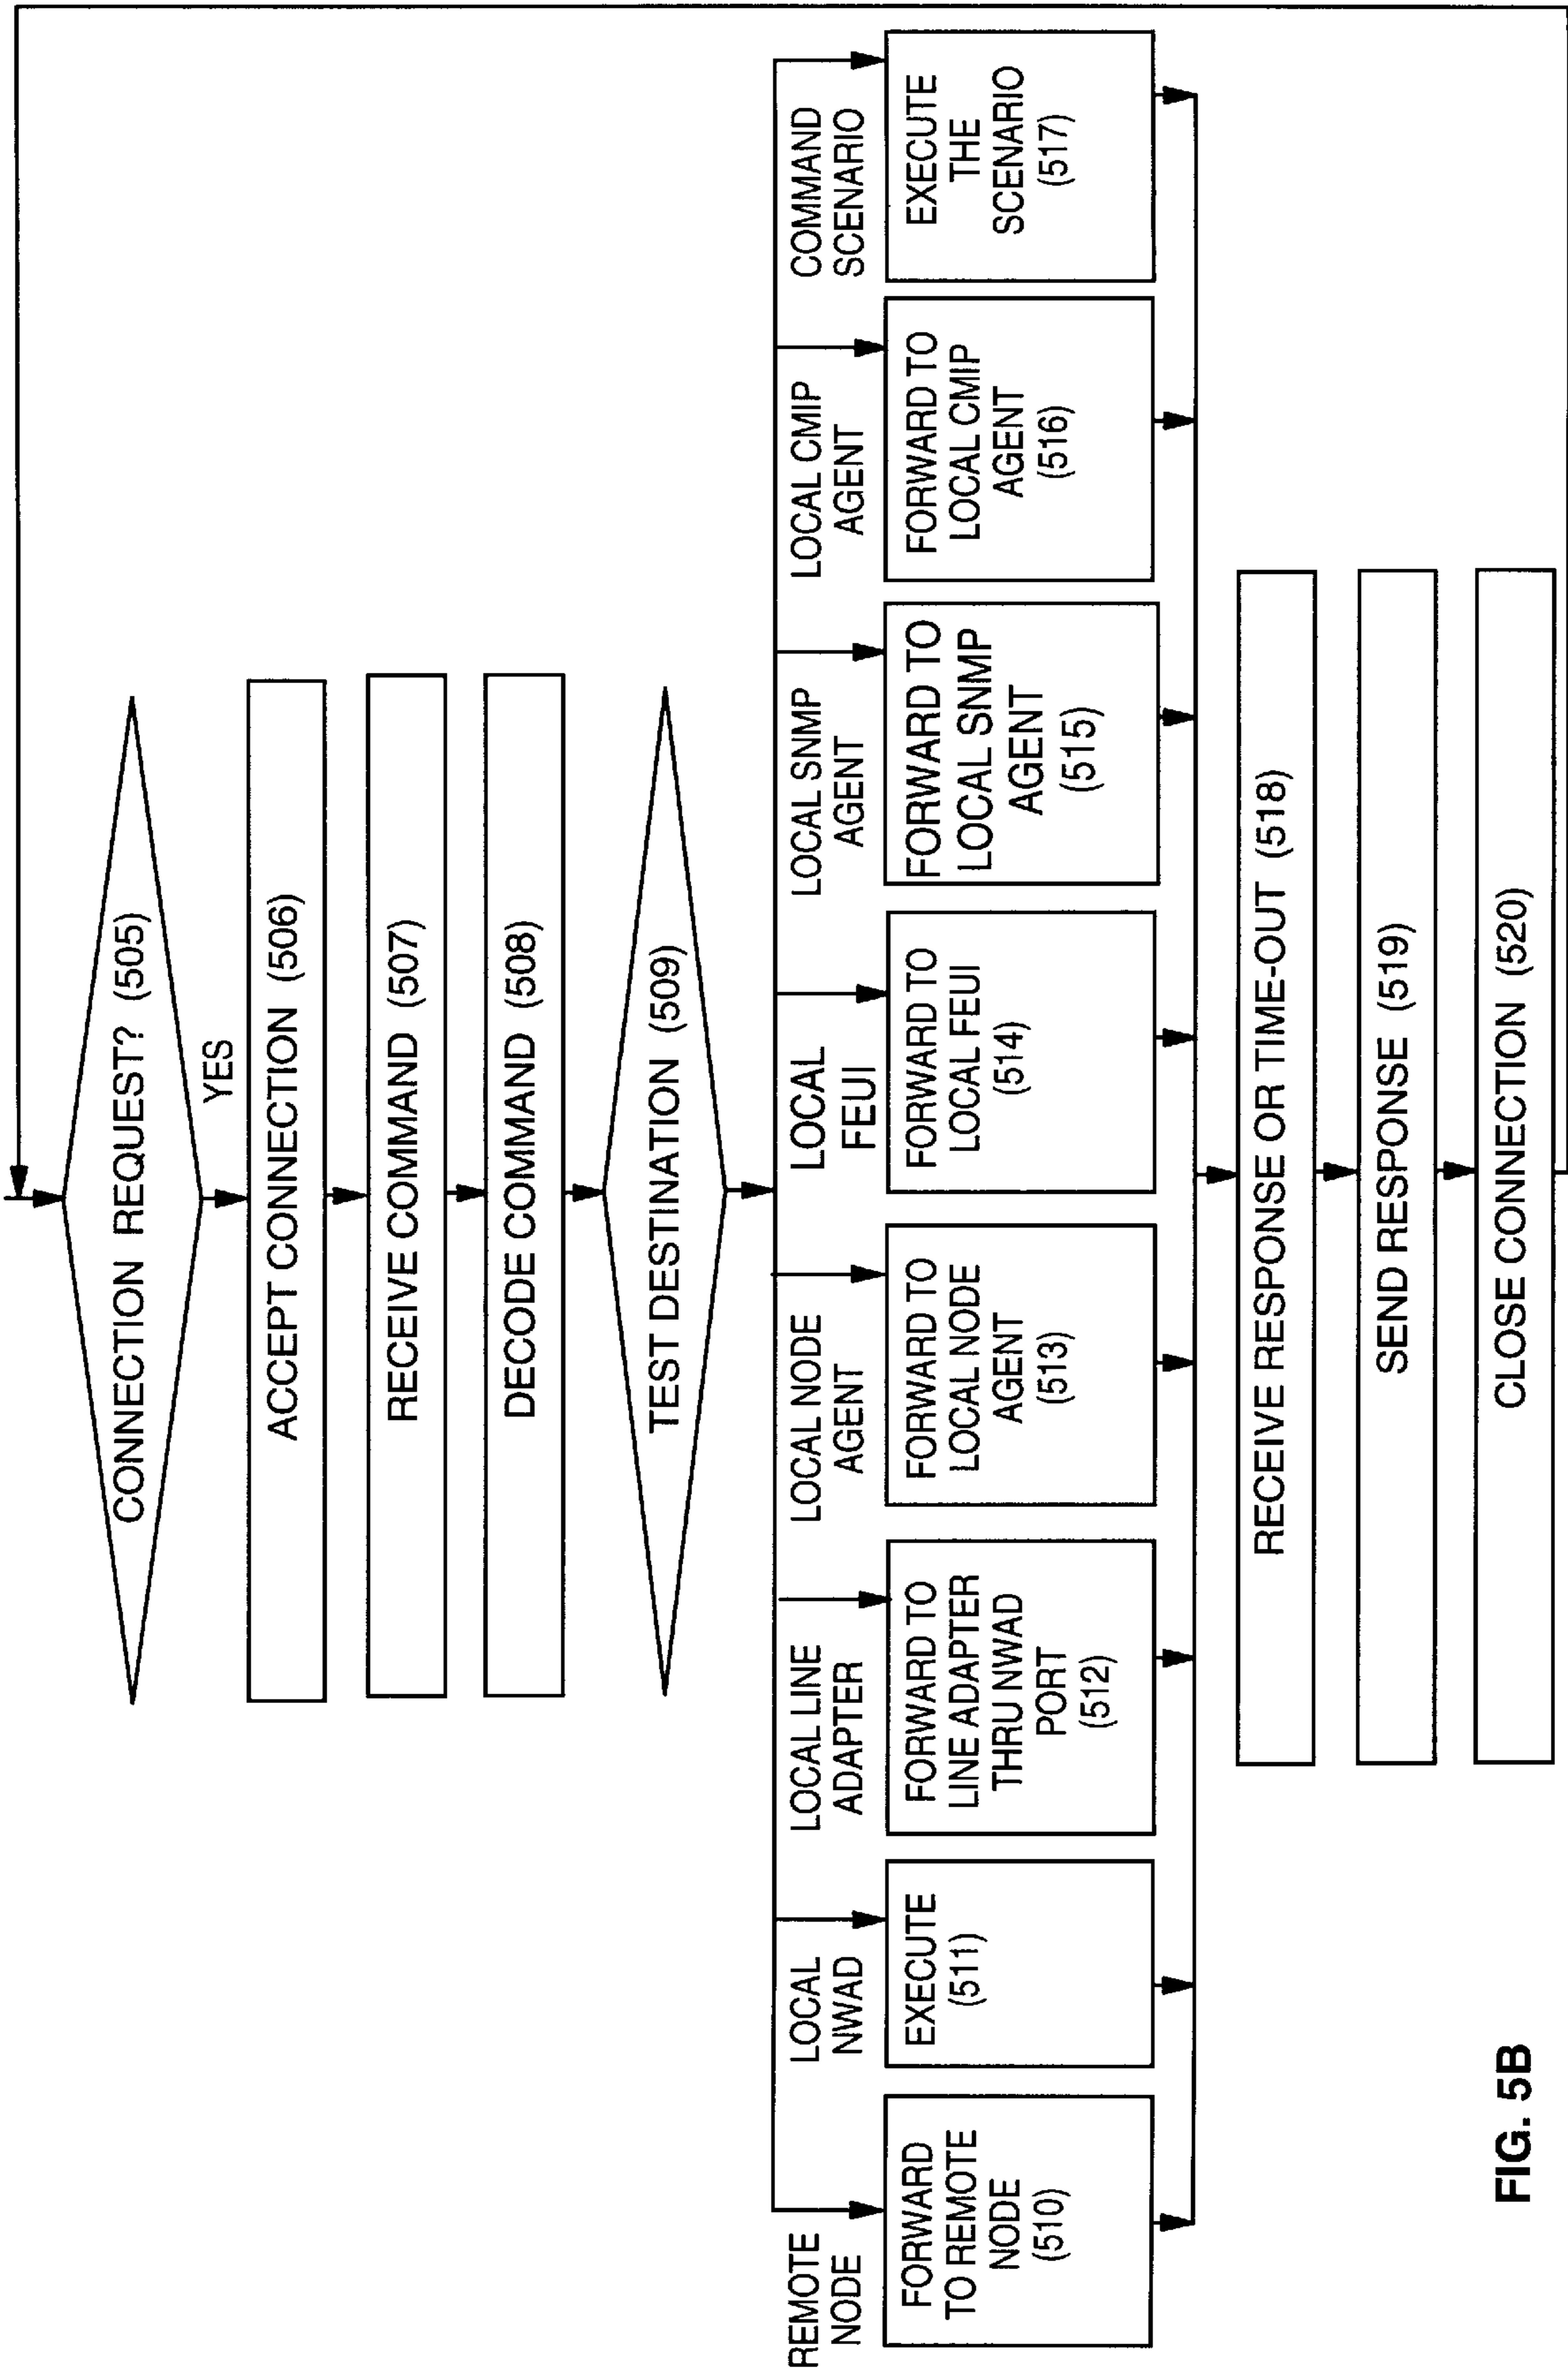 CONNECTION REQUEST? (505)
YES
ACCEPT CONNECTION (506)
RECEIVE COMMAND (507)
DECODE COMMAND (508)
TEST DESTINATION (509)
REMOTE
NODE
FORWARD
TO REMOTE
NODE
(510)
LOCAL
NWAD
EXECUTE
(511)
LOCAL LINE
ADAPTER
FORWARD TO
LINE ADAPTER
THRU NWAD
PORT
(512)
LOCAL NODE
AGENT
FORWARD TO
LOCAL NODE
AGENT
(513)
LOCAL
FEUI
FORWARD TO
LOCAL FEUI
(514)
LOCAL SNMP
AGENT
FORWARD TO
LOCAL SNMP
AGENT
(515)
LOCAL CMIP
AGENT
FORWARD TO
LOCAL CMIP
AGENT
(516)
COMMAND
SCENARIO
EXECUTE
THE
SCENARIO
(517)
RECEIVE RESPONSE OR TIME-OUT (518)
SEND RESPONSE (519)
CLOSE CONNECTION (520)
FIG. 5B